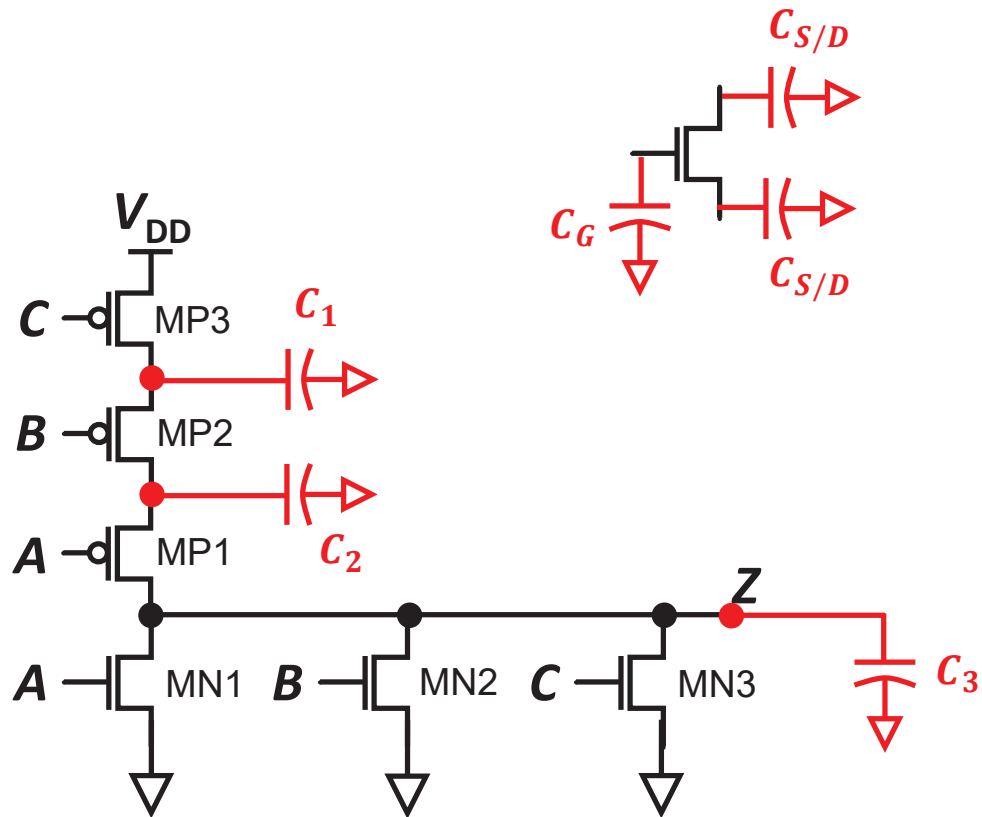 C_{S/D}
C_G
C_{S/D}
V_{DD}
C
MP3
C_1
B
MP2
A
MP1
C_2
Z
A
MN1
B
MN2
C
MN3
C_3